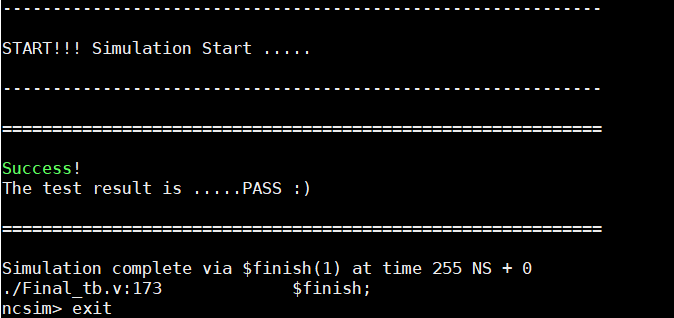 ------------------------------------------------------------
START!!! Simulation Start .....
------------------------------------------------------------
============================================================
Success!
The test result is .....PASS :)
============================================================
Simulation complete via $finish(1) at time 255 NS + 0
./Final_tb.v:173             $finish;
ncsim> exit